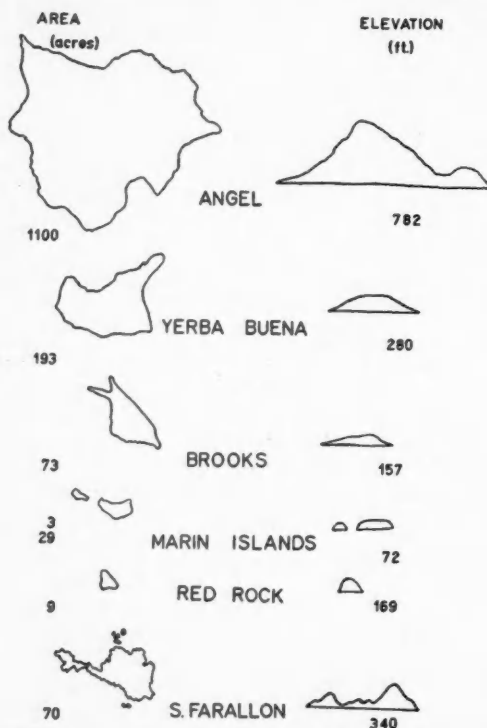 AREA ELEVATION
(acres) (ft.)
ANGEL
1100 782
YERBA BUENA
193 280
BROOKS
73 157
3
29 MARIN ISLANDS 72
RED ROCK
9 169
70 S. FARALLON 340